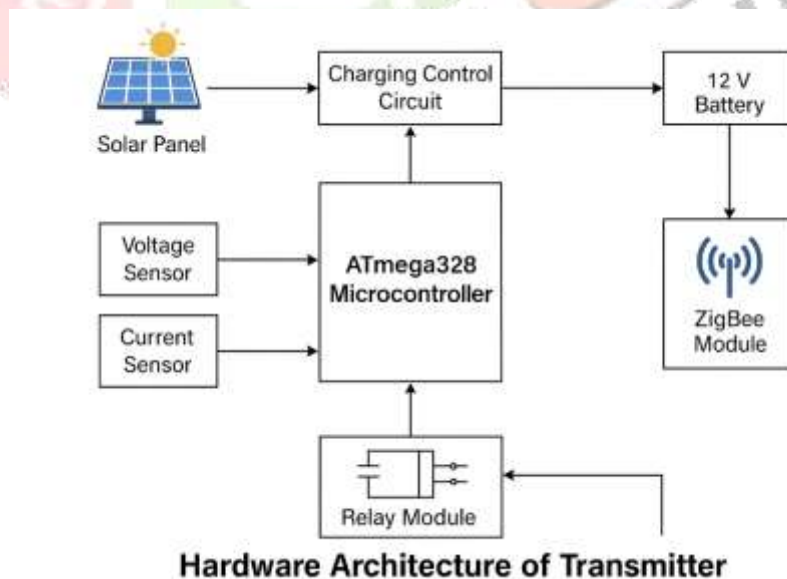 Solar Panel
Charging Control
Circuit
12 V
Battery
Voltage
Sensor
ATmega328
Microcontroller
Current
Sensor
ZigBee
Module
Relay Module
Hardware Architecture of Transmitter